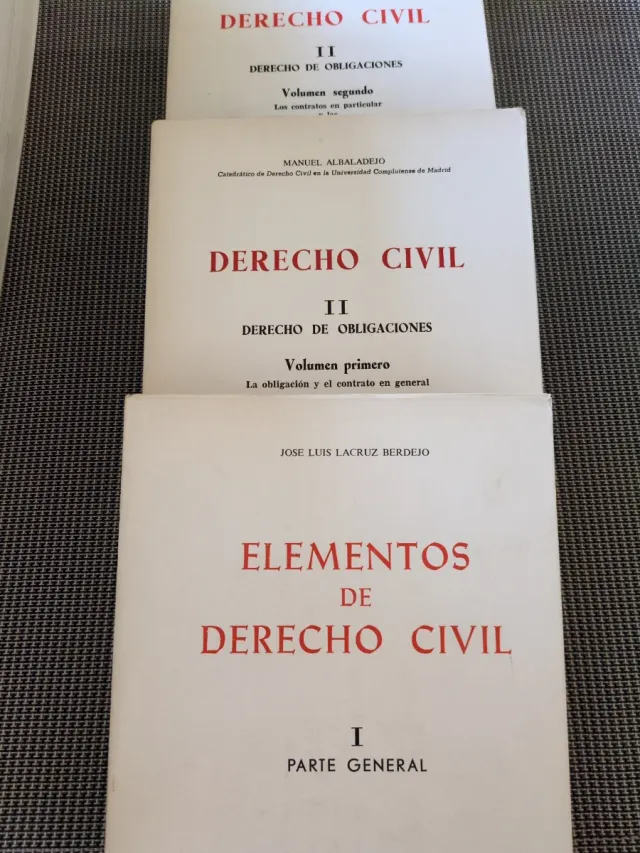 DERECHO CIVIL
II
DERECHO DE OBLIGACIONES
Volumen segundo
Los contratos en particular
y las
MANUEL ALBALADEJO
Catedrático de Derecho Civil en la Universidad Complutense de Madrid
DERECHO CIVIL
II
DERECHO DE OBLIGACIONES
Volumen primero
La obligación y el contrato en general
JOSE LUIS LACRUZ BERDEJO
ELEMENTOS
DE
DERECHO CIVIL
I
PARTE GENERAL